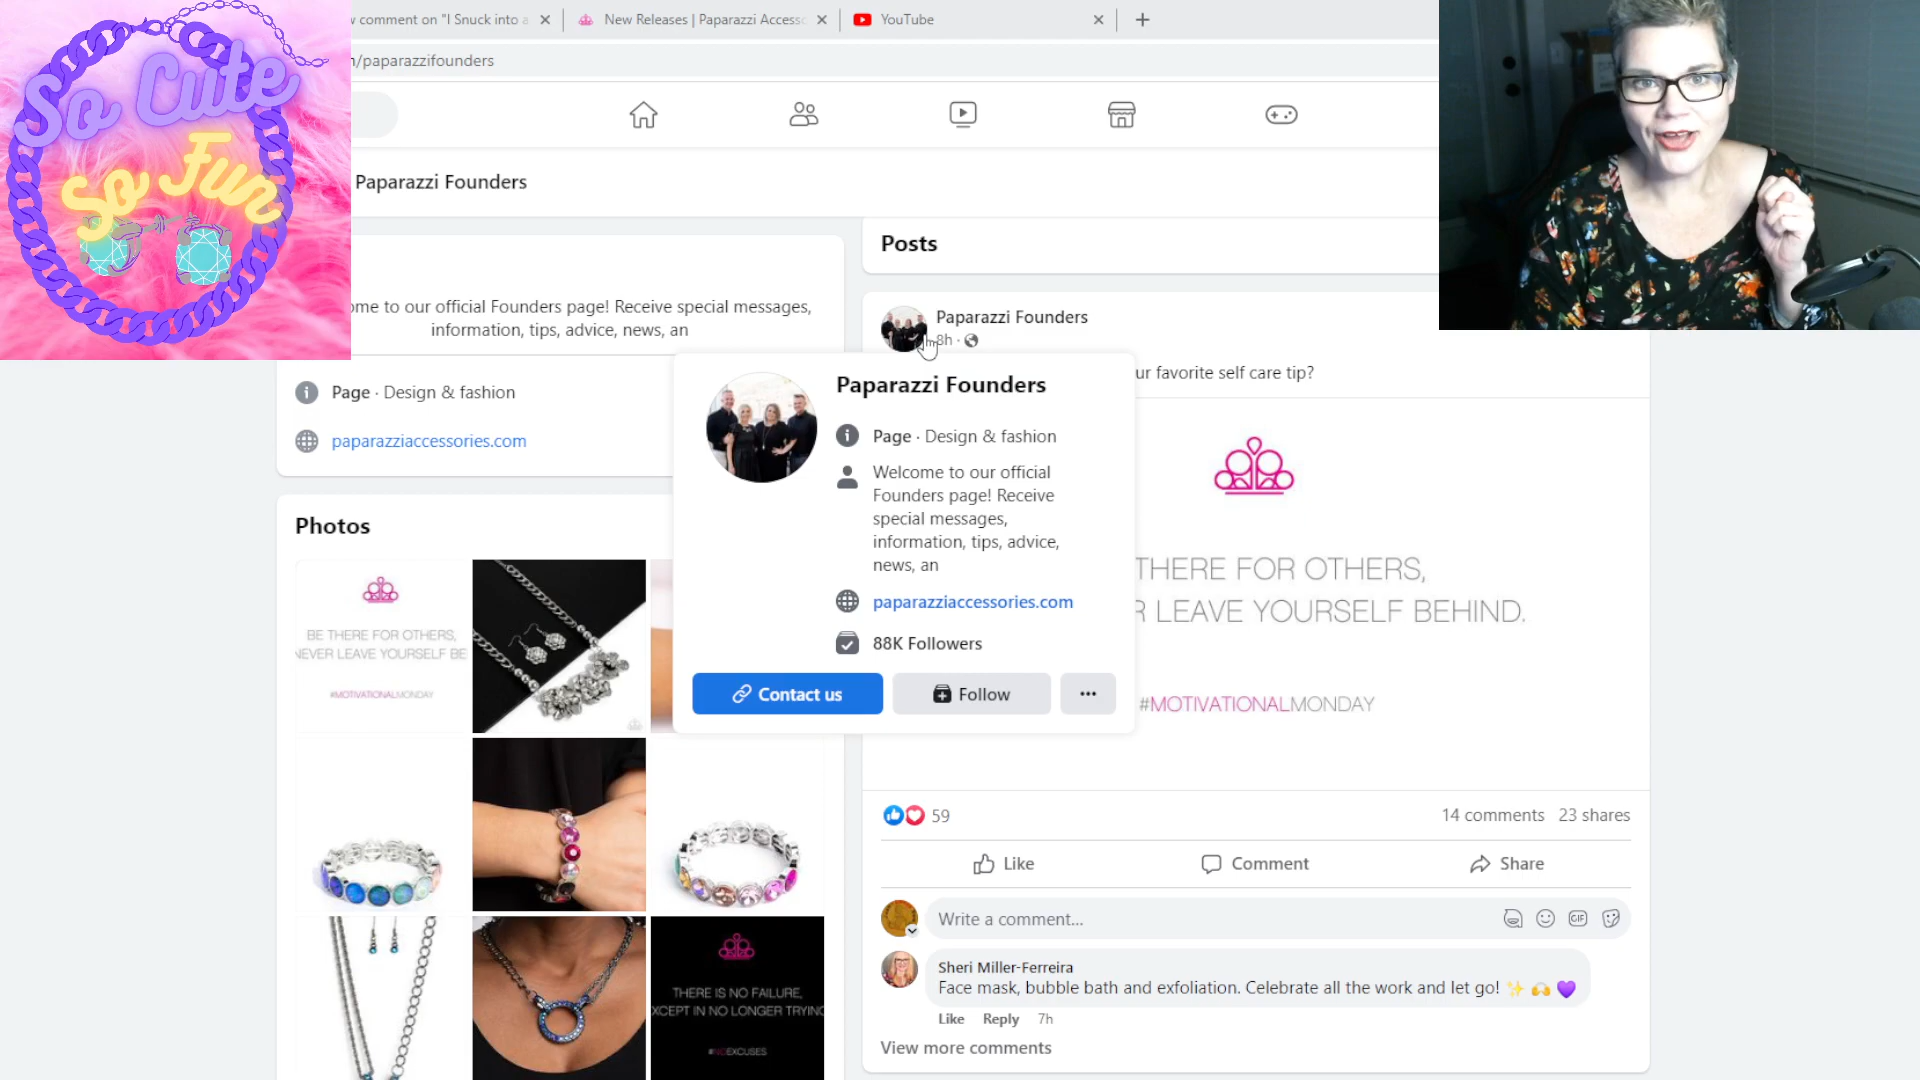 So Cute
So Fun
v comment on "I Snuck into a
New Releases | Paparazzi Access
YouTube
/paparazzifounders
Paparazzi Founders
ome to our official Founders page! Receive special messages,
information, tips, advice, news, an
Page · Design & fashion
paparazziaccessories.com
Photos
BE THERE FOR OTHERS,
NEVER LEAVE YOURSELF BE
#MOTIVATIONALMONDAY
THERE IS NO FAILURE,
EXCEPT IN NO LONGER TRYING
#NOEXCUSES
Posts
Paparazzi Founders
8h ·
ur favorite self care tip?
Paparazzi Founders
Page · Design & fashion
Welcome to our official
Founders page! Receive
special messages,
information, tips, advice,
news, an
paparazziaccessories.com
88K Followers
Contact us
Follow
THERE FOR OTHERS,
R LEAVE YOURSELF BEHIND.
#MOTIVATIONALMONDAY
59
14 comments 23 shares
Like
Comment
Share
Write a comment...
GIF
Sheri Miller-Ferreira
Face mask, bubble bath and exfoliation. Celebrate all the work and let go! ✨ 🙌 💜
Like Reply 7h
View more comments